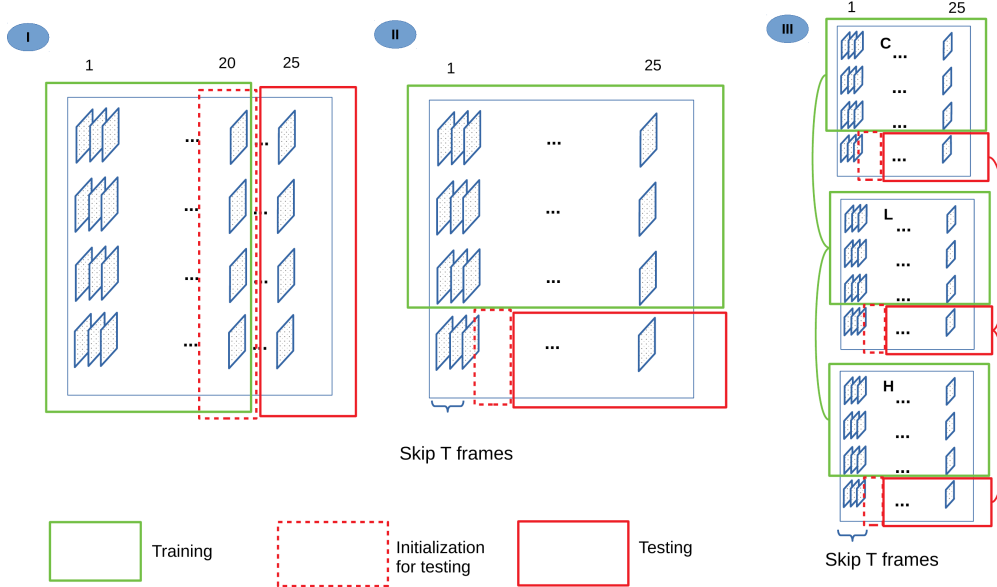 I
1 20 25
... ...
... ...
... ...
... ...
II
1 25
...
...
...
...
Skip T frames
III
1 25
C ...
...
...
...
L ...
...
...
...
H ...
...
...
...
Skip T frames
Training
Initialization
for testing
Testing